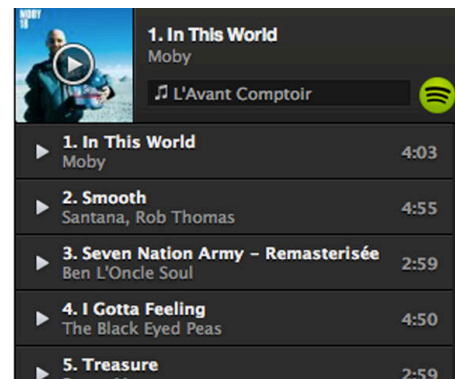 MOBY
18
1. In This World
Moby
L'Avant Comptoir
1. In This World
4:03
Moby
2. Smooth
4:55
Santana, Rob Thomas
3. Seven Nation Army – Remasterisée
2:59
Ben L'Oncle Soul
4. I Gotta Feeling
4:50
The Black Eyed Peas
5. Treasure
2:59